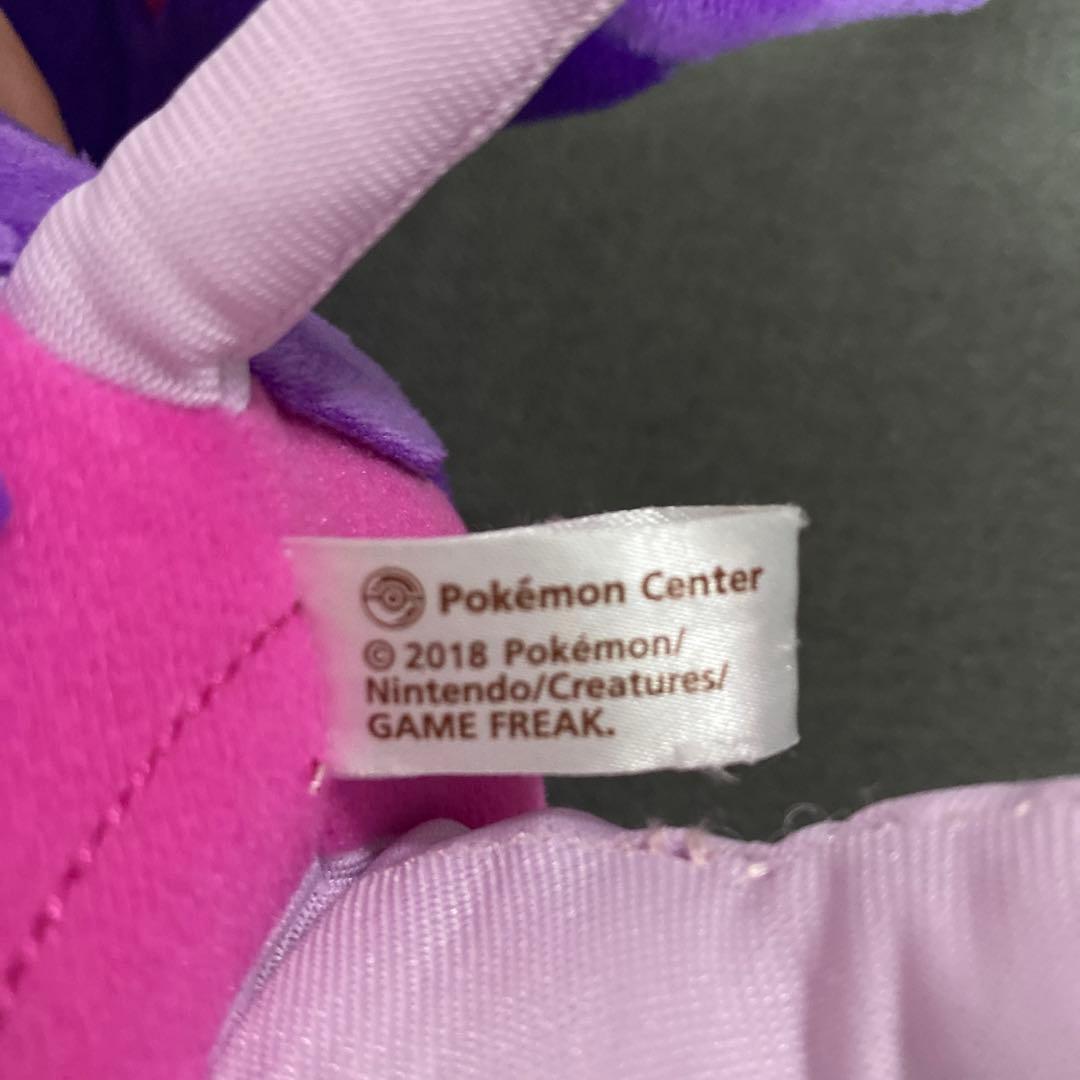 Pokémon Center
© 2018 Pokémon/
Nintendo/Creatures/
GAME FREAK.